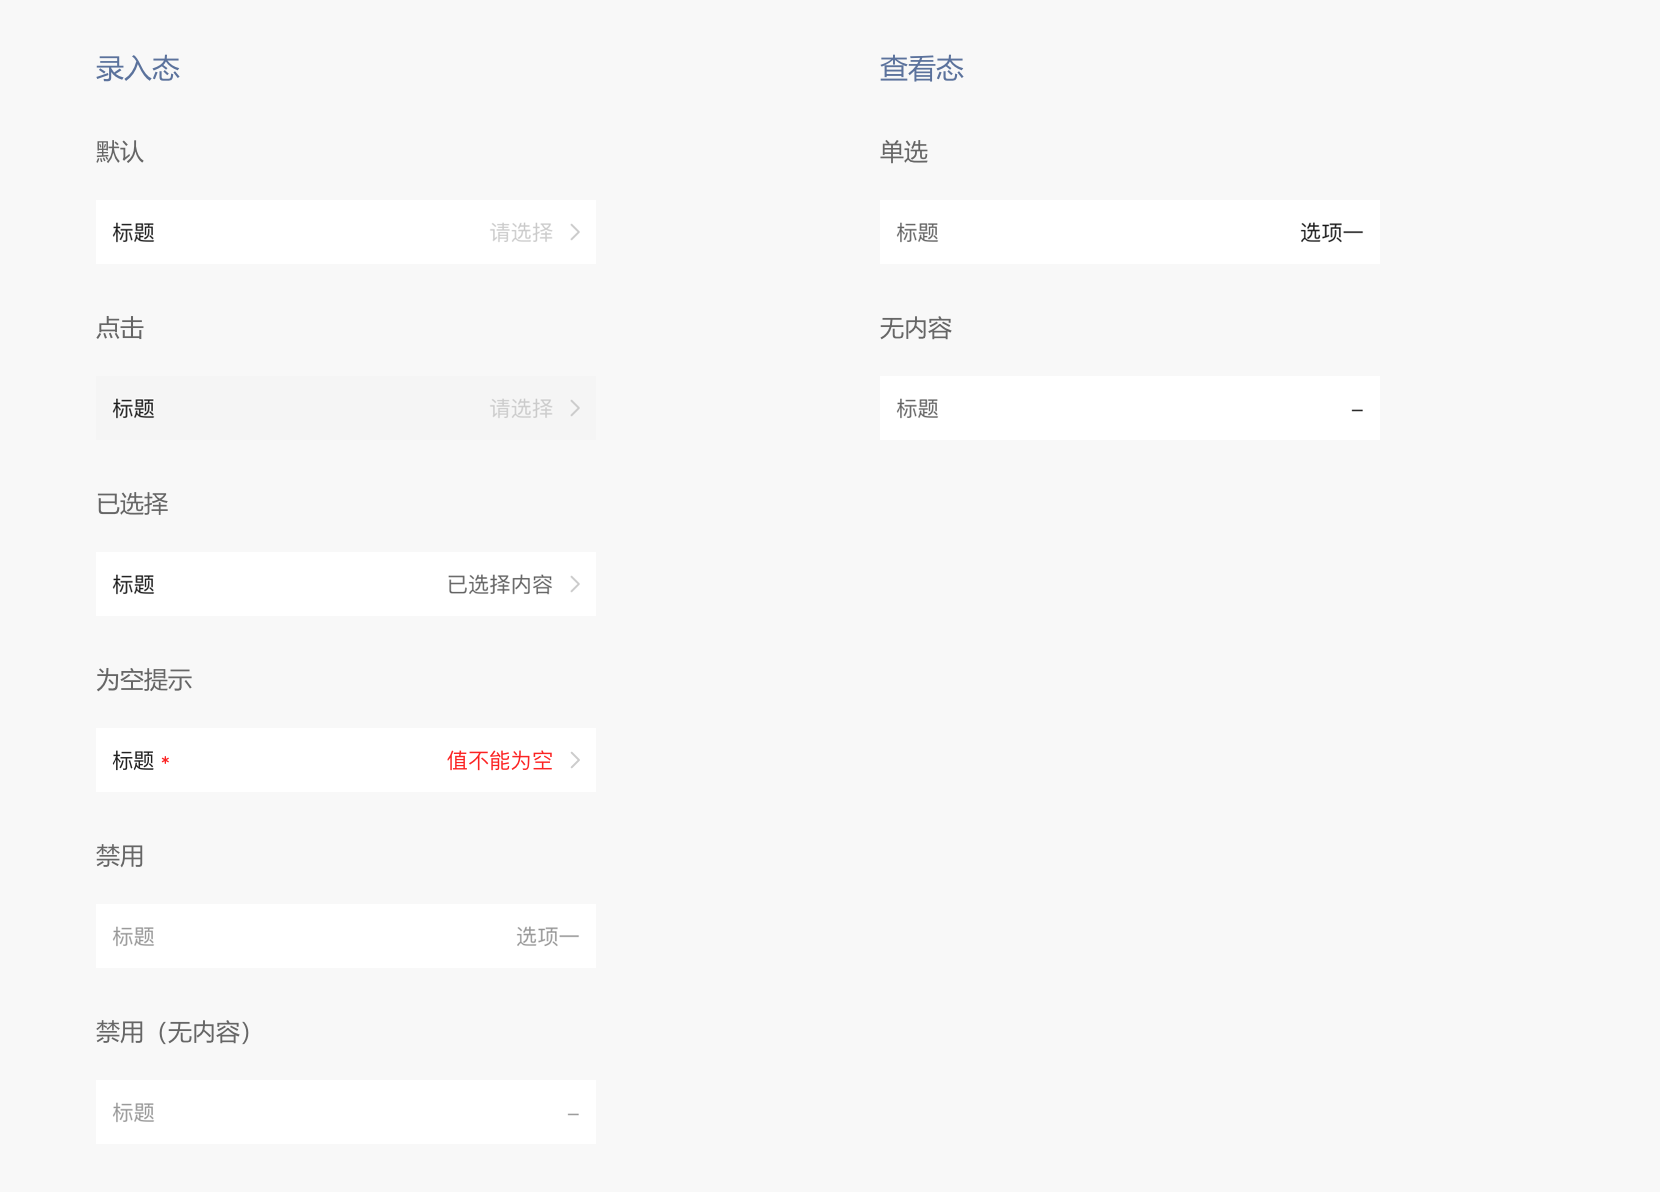 录入态
默认
标题 请选择
点击
标题 请选择
已选择
标题 已选择内容
为空提示
标题 * 值不能为空
禁用
标题 选项一
禁用（无内容）
标题 –
查看态
单选
标题 选项一
无内容
标题 –